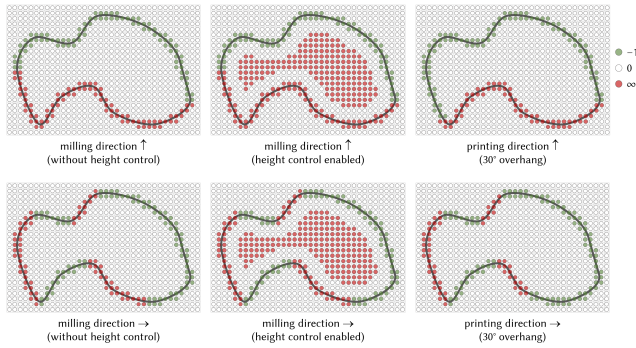 −1
0
∞
milling direction ↑
(without height control)
milling direction ↑
(height control enabled)
printing direction ↑
(30° overhang)
milling direction →
(without height control)
milling direction →
(height control enabled)
printing direction →
(30° overhang)